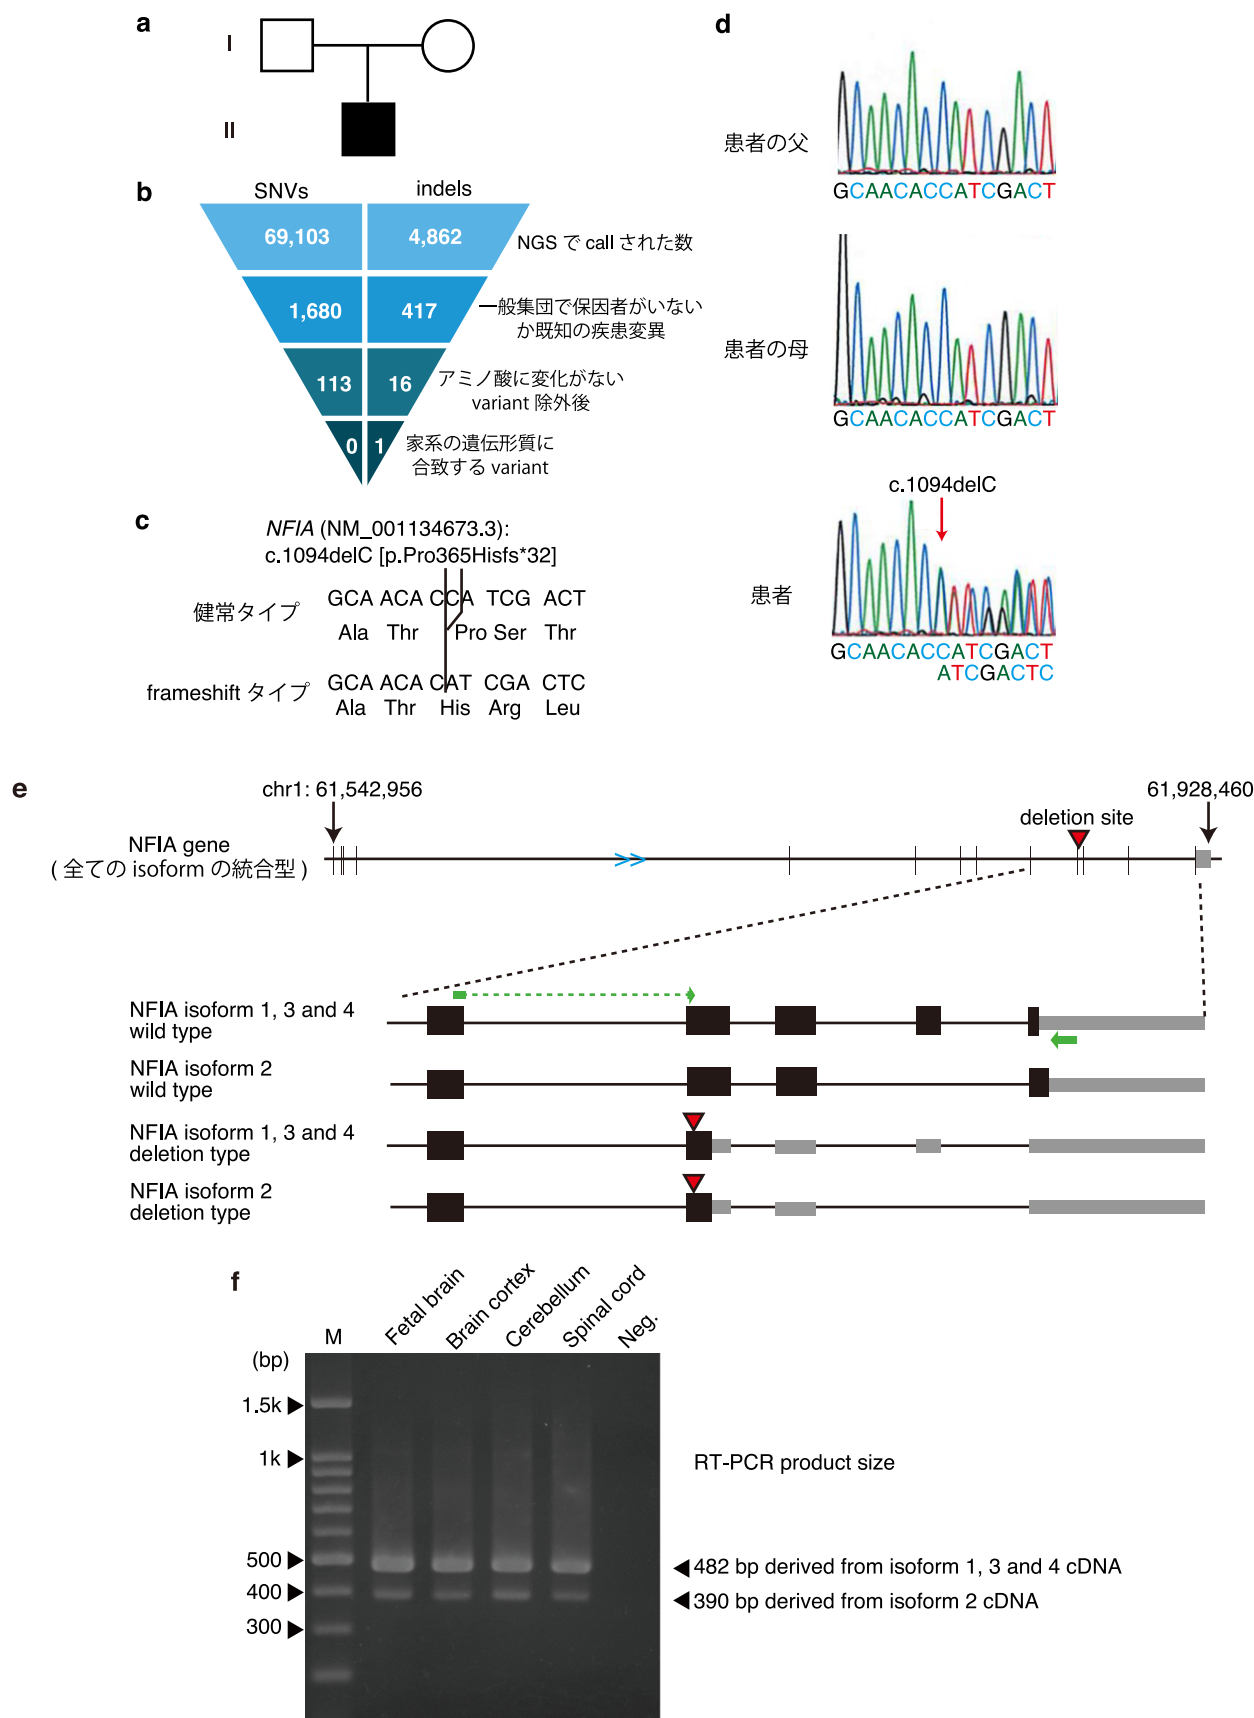 a
I
II
b
SNVs
indels
69,103
4,862
NGS で call された数
1,680
417
一般集団で保因者がいない
か既知の疾患変異
113
16
アミノ酸に変化がない
variant 除外後
0
1
家系の遺伝形質に
合致する variant
c
NFIA (NM_001134673.3):
c.1094delC [p.Pro365Hisfs*32]
健常タイプ
GCA ACA CCA TCG ACT
Ala Thr Pro Ser Thr
frameshift タイプ
GCA ACA CAT CGA CTC
Ala Thr His Arg Leu
d
患者の父
GCAACACCATCGACT
患者の母
GCAACACCATCGACT
c.1094delC
患者
GCAACACCATCGACT
ATCGACTC
e
chr1: 61,542,956
61,928,460
deletion site
NFIA gene
( 全ての isoform の統合型 )
NFIA isoform 1, 3 and 4
wild type
NFIA isoform 2
wild type
NFIA isoform 1, 3 and 4
deletion type
NFIA isoform 2
deletion type
f
M
Fetal brain
Brain cortex
Cerebellum
Spinal cord
Neg.
(bp)
1.5k
1k
RT-PCR product size
500
482 bp derived from isoform 1, 3 and 4 cDNA
400
390 bp derived from isoform 2 cDNA
300